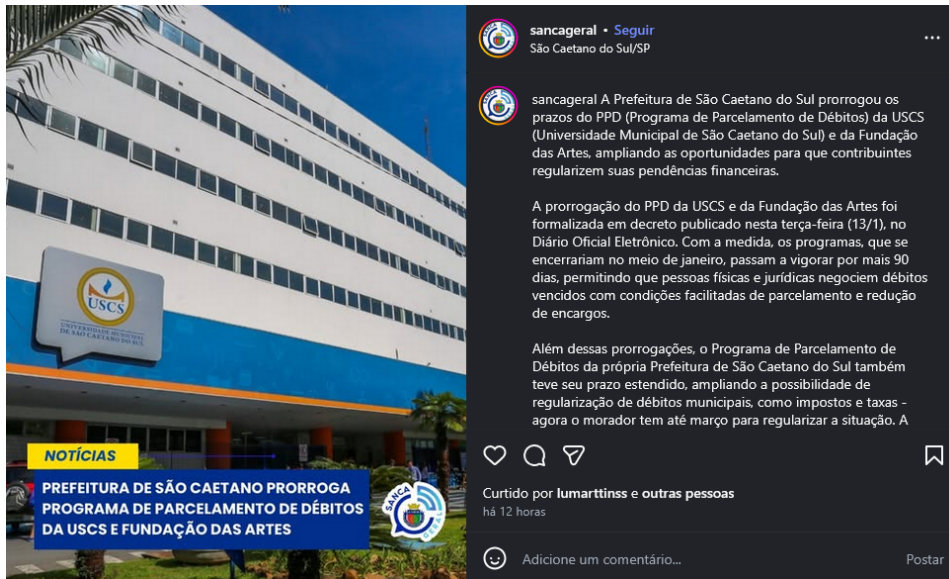 USCS
UNIVERSIDADE MUNICIPAL
DE SÃO CAETANO DO SUL
NOTÍCIAS
PREFEITURA DE SÃO CAETANO PRORROGA
PROGRAMA DE PARCELAMENTO DE DÉBITOS
DA USCS E FUNDAÇÃO DAS ARTES
SANCA
GERAL
sancageral • Seguir
São Caetano do Sul/SP
sancageral A Prefeitura de São Caetano do Sul prorrogou os
prazos do PPD (Programa de Parcelamento de Débitos) da USCS
(Universidade Municipal de São Caetano do Sul) e da Fundação
das Artes, ampliando as oportunidades para que contribuintes
regularizem suas pendências financeiras.
A prorrogação do PPD da USCS e da Fundação das Artes foi
formalizada em decreto publicado nesta terça-feira (13/1), no
Diário Oficial Eletrônico. Com a medida, os programas, que se
encerrariam no meio de janeiro, passam a vigorar por mais 90
dias, permitindo que pessoas físicas e jurídicas negociem débitos
vencidos com condições facilitadas de parcelamento e redução
de encargos.
Além dessas prorrogações, o Programa de Parcelamento de
Débitos da própria Prefeitura de São Caetano do Sul também
teve seu prazo estendido, ampliando a possibilidade de
regularização de débitos municipais, como impostos e taxas -
agora o morador tem até março para regularizar a situação. A
Curtido por lumarttinss e outras pessoas
há 12 horas
Adicione um comentário...
Postar